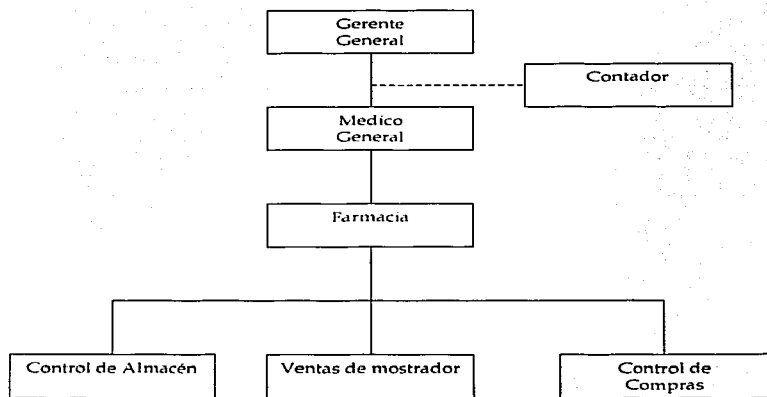 Gerente
General
Contador
Medico
General
Farmacia
Control de Almacén
Ventas de mostrador
Control de
Compras